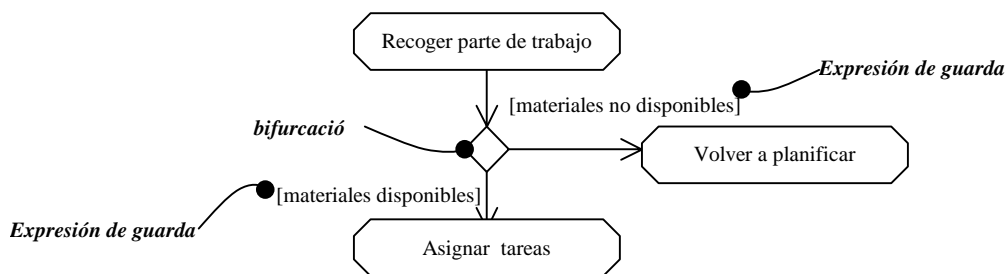 Recoger parte de trabajo
Expresión de guarda
[materiales no disponibles]
bifurcació
Volver a planificar
[materiales disponibles]
Expresión de guarda
Asignar tareas